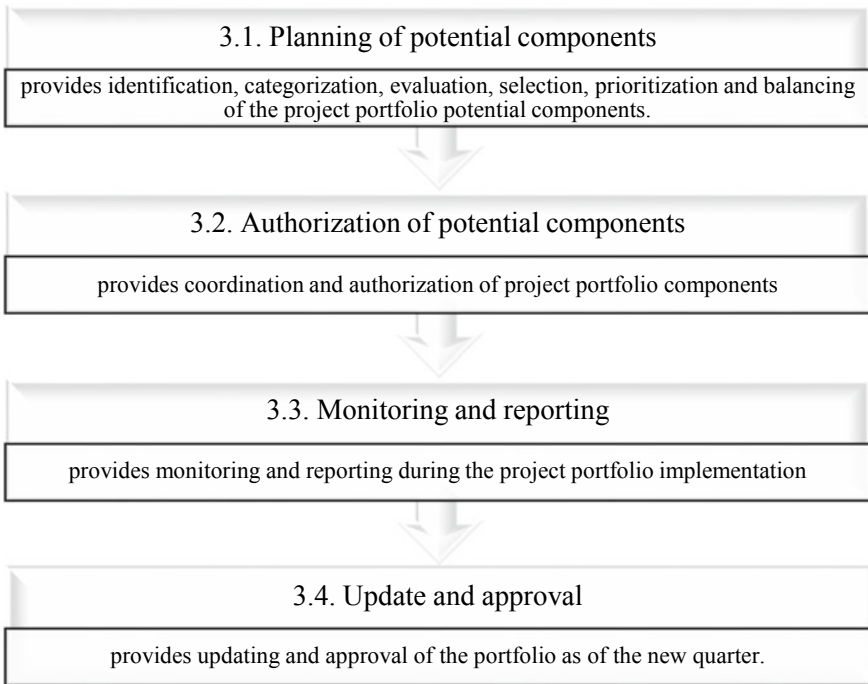 3.1. Planning of potential components
provides identification, categorization, evaluation, selection, prioritization and balancing
of the project portfolio potential components.
3.2. Authorization of potential components
provides coordination and authorization of project portfolio components
3.3. Monitoring and reporting
provides monitoring and reporting during the project portfolio implementation
3.4. Update and approval
provides updating and approval of the portfolio as of the new quarter.